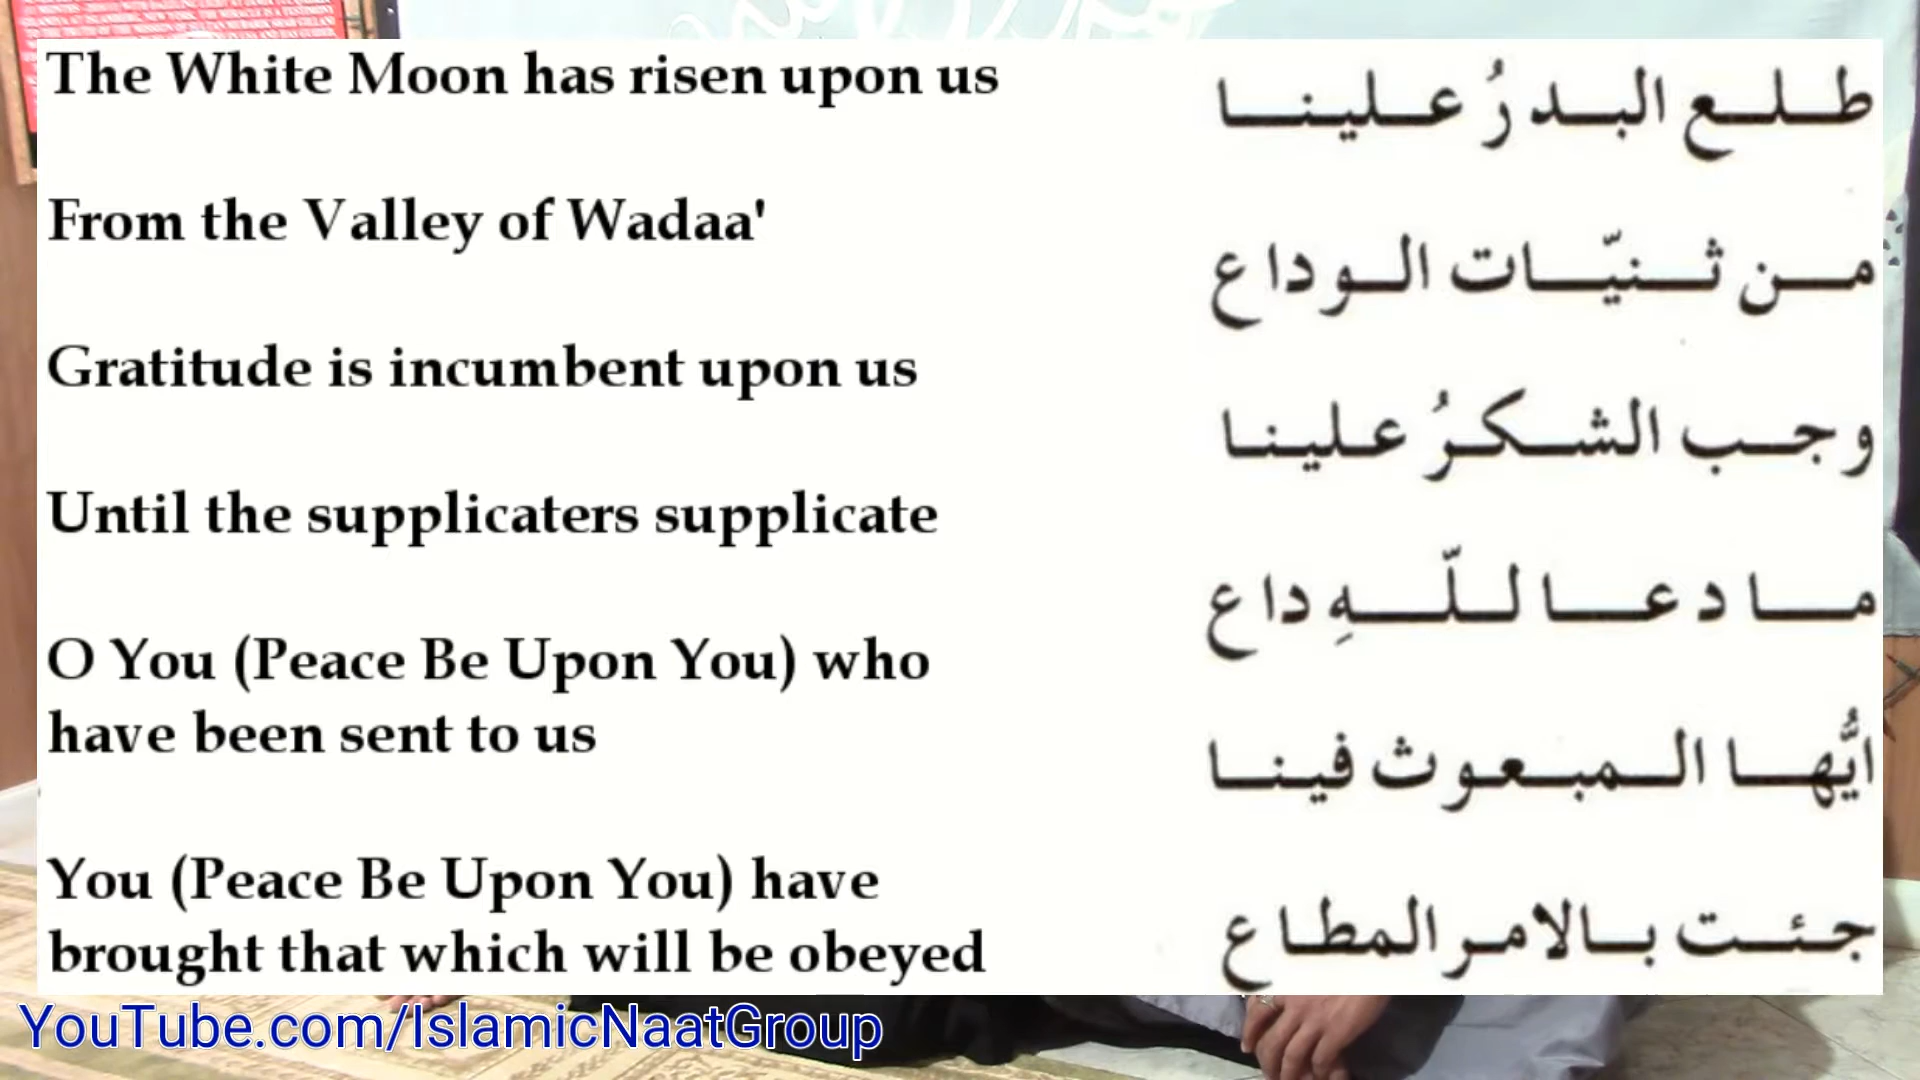 The White Moon has risen upon us
طلع البدرُ علينا
From the Valley of Wadaa'
من ثنيّات الوداع
Gratitude is incumbent upon us
وجب الشكرُ علينا
Until the supplicaters supplicate
ما دعا للّهِ داع
O You (Peace Be Upon You) who
have been sent to us
ايُّها المبعوث فينا
You (Peace Be Upon You) have
brought that which will be obeyed
جئت بالامر المطاع
YouTube.com/IslamicNaatGroup